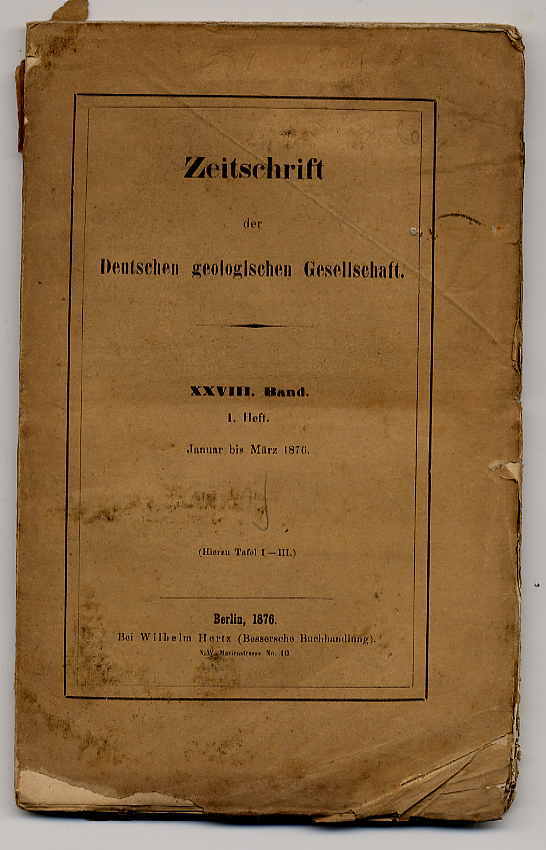 Zeitschrift
der
Deutschen geologischen Gesellschaft.
XXVIII. Band.
1. Heft.
Januar bis März 1876.
(Hierzu Tafel I—III.)
Berlin, 1876.
Bei Wilhelm Hertz (Bessersche Buchhandlung).
N.W. Marienstrasse No. 10